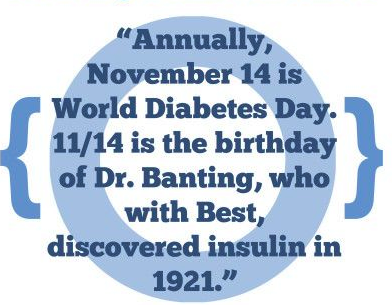 “Annually,
November 14 is
World Diabetes Day.
11/14 is the birthday
of Dr. Banting, who
with Best,
discovered insulin in
1921.”